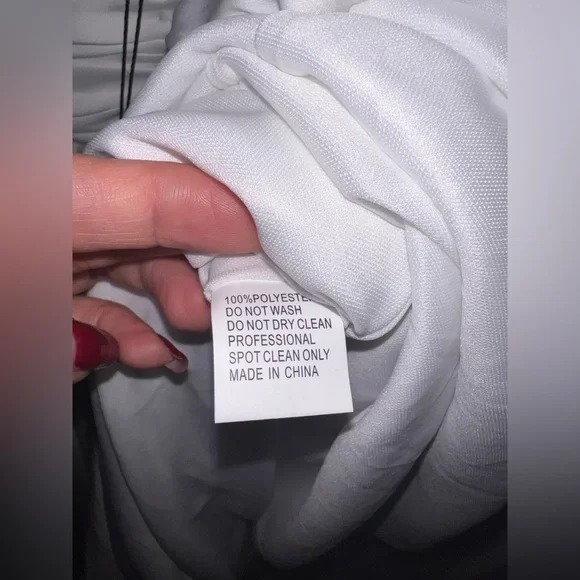 100%POLYESTE
DO NOT WASH
DO NOT DRY CLEAN
PROFESSIONAL
SPOT CLEAN ONLY
MADE IN CHINA